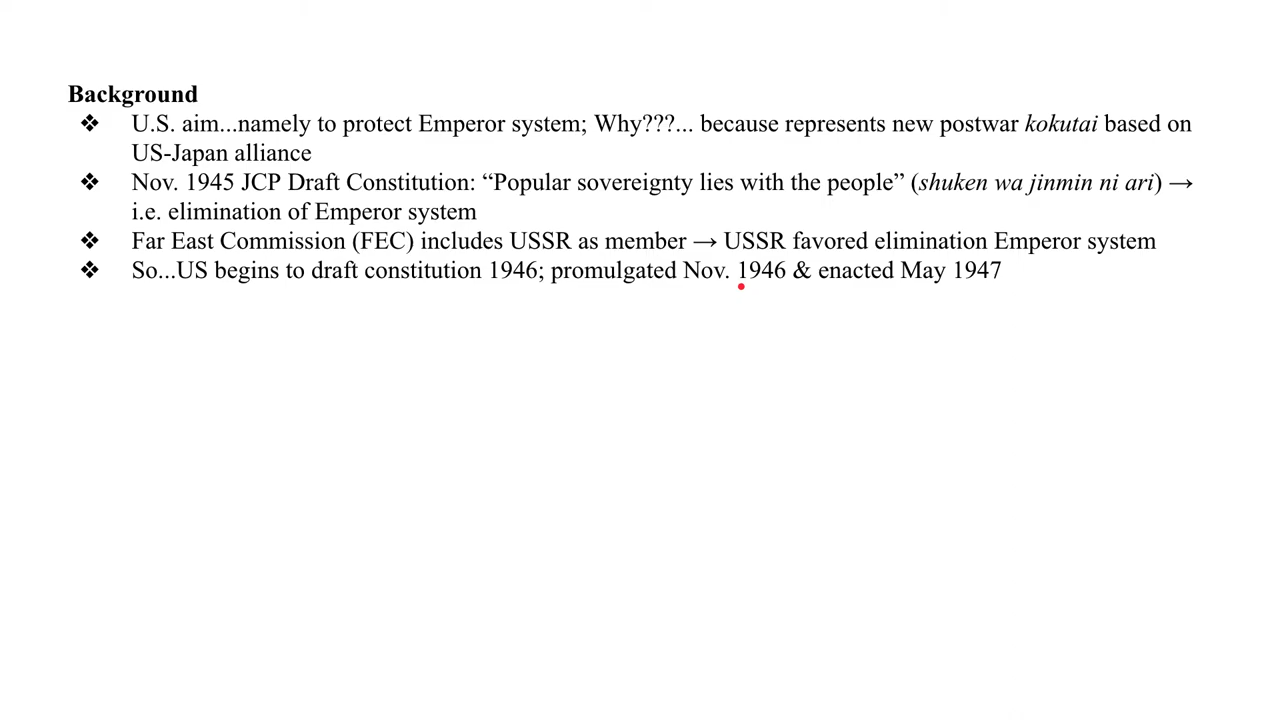 Background
❖ U.S. aim...namely to protect Emperor system; Why???... because represents new postwar kokutai based on
US-Japan alliance
❖ Nov. 1945 JCP Draft Constitution: “Popular sovereignty lies with the people” (shuken wa jinmin ni ari) →
i.e. elimination of Emperor system
❖ Far East Commission (FEC) includes USSR as member → USSR favored elimination Emperor system
❖ So...US begins to draft constitution 1946; promulgated Nov. 1946 & enacted May 1947